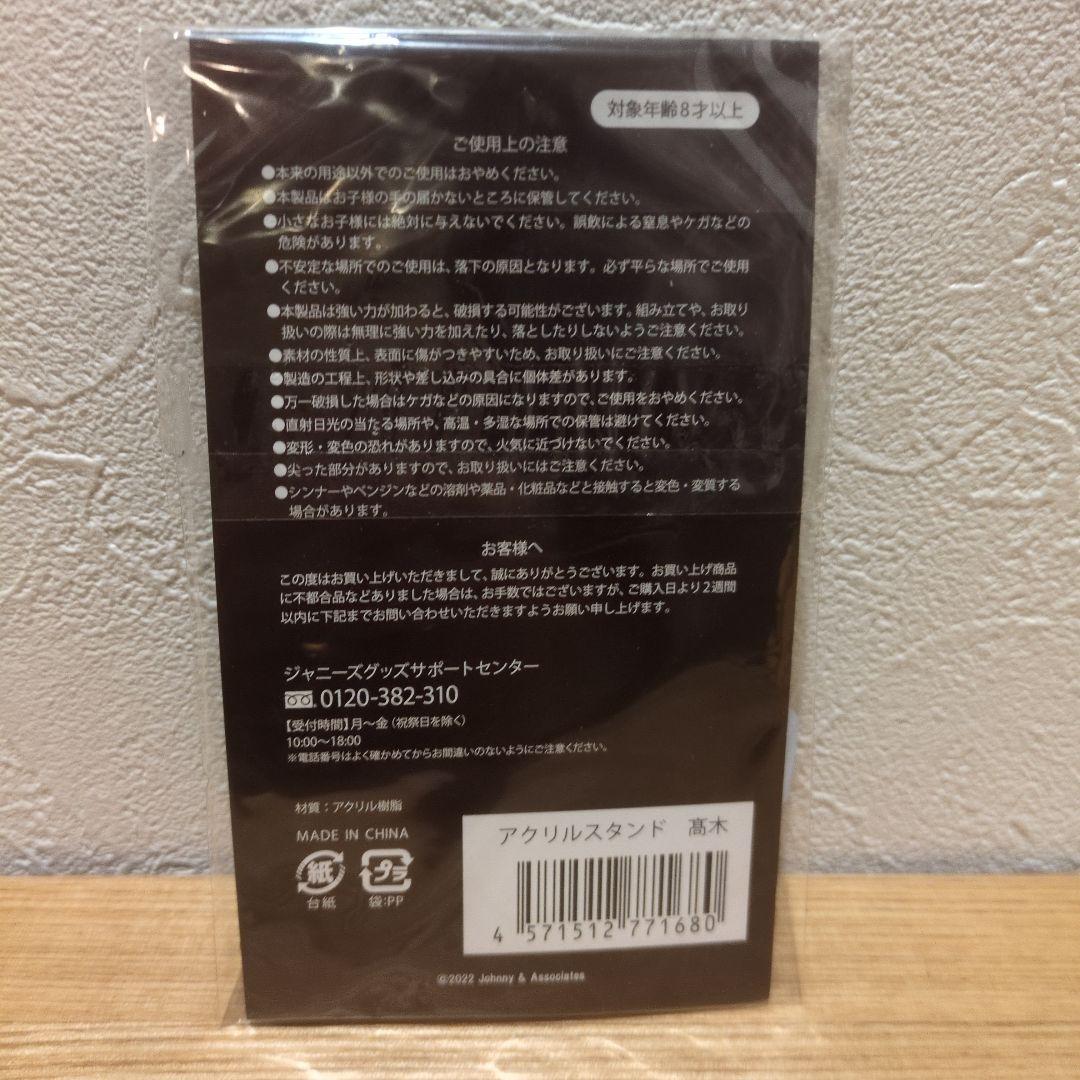 対象年齢8才以上
ご使用上の注意
●本来の用途以外でのご使用はおやめください。
●本製品はお子様の手の届かないところに保管してください。
●小さなお子様には絶対に与えないでください。誤飲による窒息やケガなどの
危険があります。
●不安定な場所でのご使用は、落下の原因となります。必ず平らな場所でご使用
ください。
●本製品は強い力が加わると、破損する可能性がございます。組み立てや、お取り
扱いの際は無理に強い力を加えたり、落としたりしないようご注意ください。
●素材の性質上、表面に傷がつきやすいため、お取り扱いにご注意ください。
●製造の工程上、形状や差し込みの具合に個体差があります。
●万一破損した場合はケガなどの原因になりますので、ご使用をおやめください。
●直射日光の当たる場所や、高温・多湿な場所での保管は避けてください。
●変形・変色の恐れがありますので、火気に近づけないでください。
●尖った部分がありますので、お取り扱いにはご注意ください。
●シンナーやベンジンなどの溶剤や薬品・化粧品などと接触すると変色・変質する
場合があります。
お客様へ
この度はお買い上げいただきまして、誠にありがとうございます。お買い上げ商品
に不都合品などありました場合は、お手数ではございますが、ご購入日より2週間
以内に下記までお問い合わせいただきますようお願い申し上げます。
ジャニーズグッズサポートセンター
0120-382-310
【受付時間】月〜金（祝祭日を除く）
10:00〜18:00
※電話番号はよく確かめてからお間違いのないようにご注意ください。
材質：アクリル樹脂
MADE IN CHINA
紙
台紙
プラ
袋:PP
アクリルスタンド　髙木
4 571512 771680
©2022 Johnny & Associates